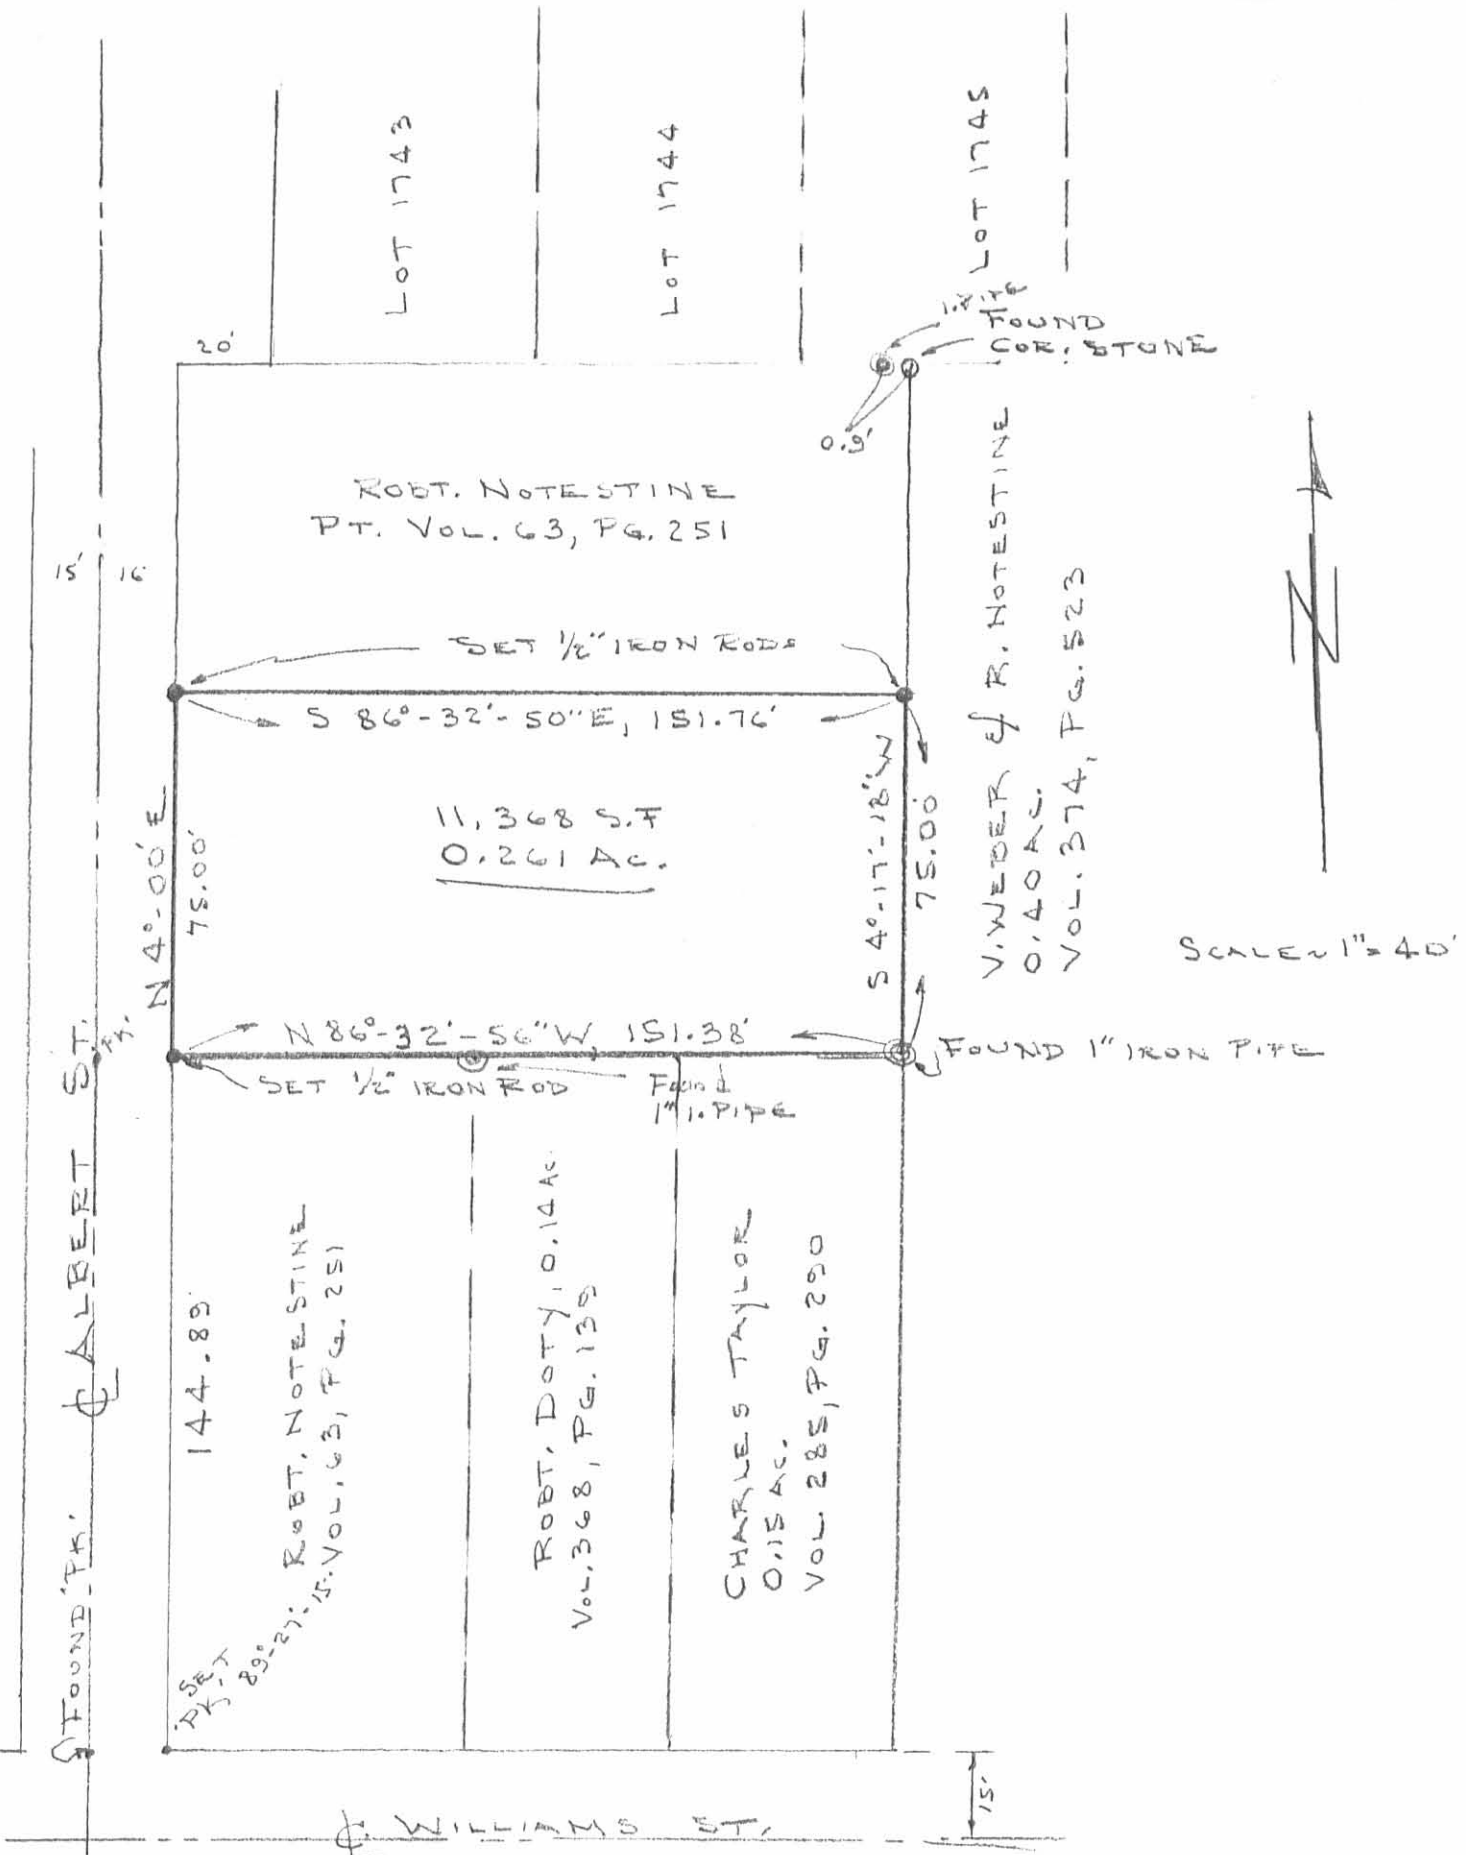 LOT 1743
LOT 1744
LOT 1745
20'
I.PIPE
FOUND
COR. STONE
0.9'
ROBT. NOTESTINE
PT. VOL. 63, PG. 251
15' 16'
SET 1/2" IRON RODS
S 86°-32'-50"E, 151.76'
N 4°-00' E
75.00'
11,368 S.F
0.261 AC.
S 4°-17'-18" W
75.00'
V. WEBER & R. NOTESTINE
0.40 AC.
VOL. 374, PG. 523
N
SCALE ~ 1" = 40'
N 86°-32'-56" W, 151.38'
SET 1/2" IRON ROD
Found
1" I. PIPE
FOUND 1" IRON PIPE
℄ ALBERT ST.
144.89'
ROBT. NOTESTINE
VOL. 63, PG. 251
ROBT. DOTY, 0.14 AC.
VOL. 368, PG. 139
CHARLES TAYLOR
0.15 AC.
VOL. 285, PG. 290
FOUND 'PK'
SET
'PK'
89°-27'-15"
15'
℄ WILLIAMS ST.